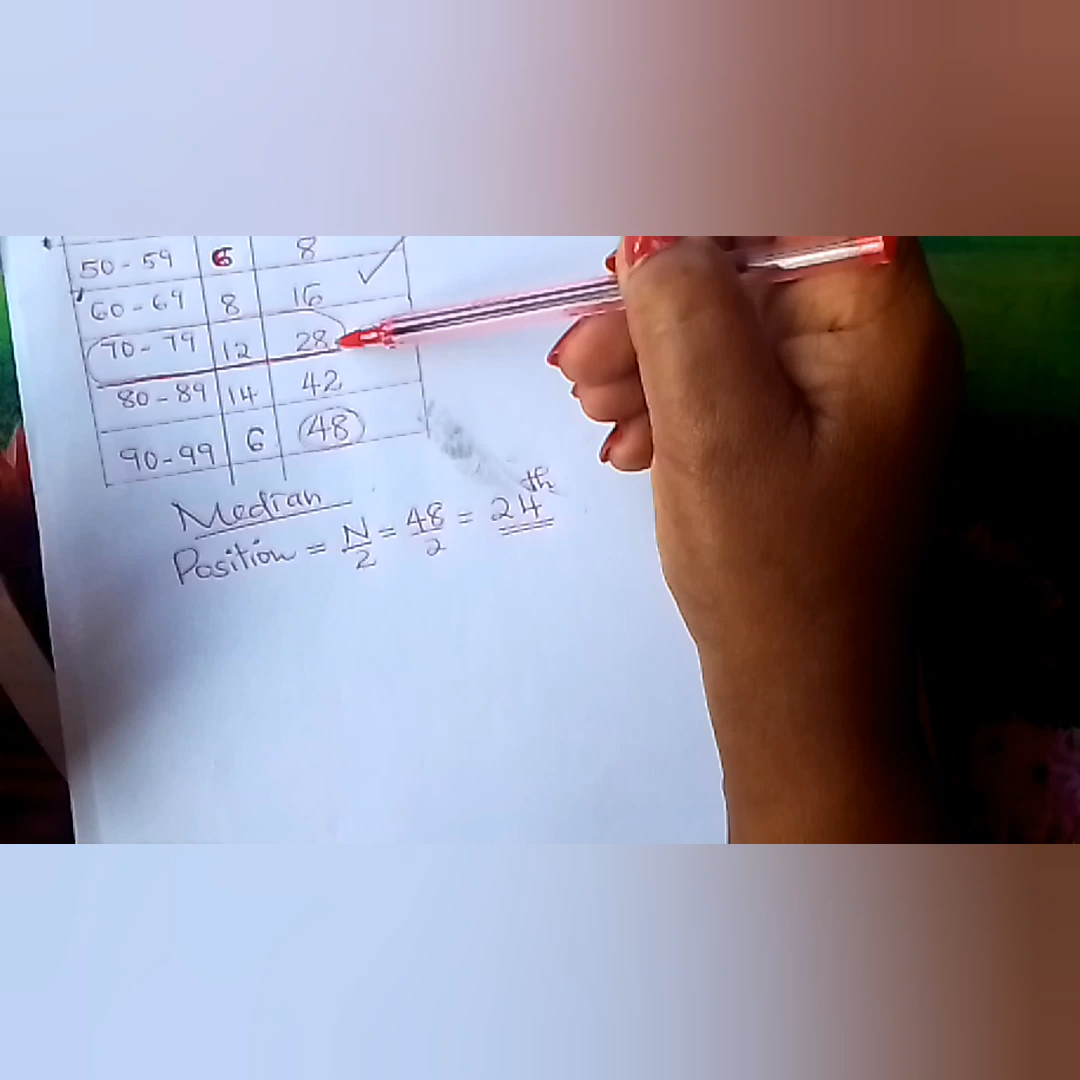 50-59 6 8
60-69 8 16
70-79 12 28
80-89 14 42
90-99 6 48
Median
Position = N/2 = 48/2 = 24th